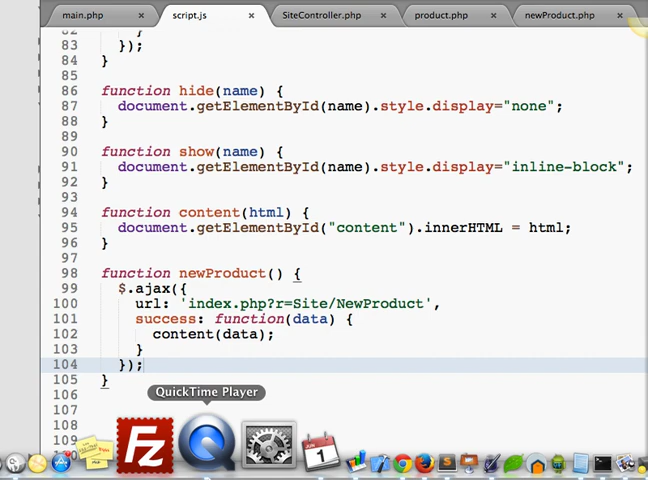 main.php
script.js
SiteController.php
product.php
newProduct.php
83 });
84 }
85
86 function hide(name) {
87 document.getElementById(name).style.display="none";
88 }
89
90 function show(name) {
91 document.getElementById(name).style.display="inline-block";
92 }
93
94 function content(html) {
95 document.getElementById("content").innerHTML = html;
96 }
97
98 function newProduct() {
99 $.ajax({
100 url: 'index.php?r=Site/NewProduct',
101 success: function(data) {
102 content(data);
103 }
104 });
105 }
106
107
108
109
QuickTime Player
Fz
JUN
1